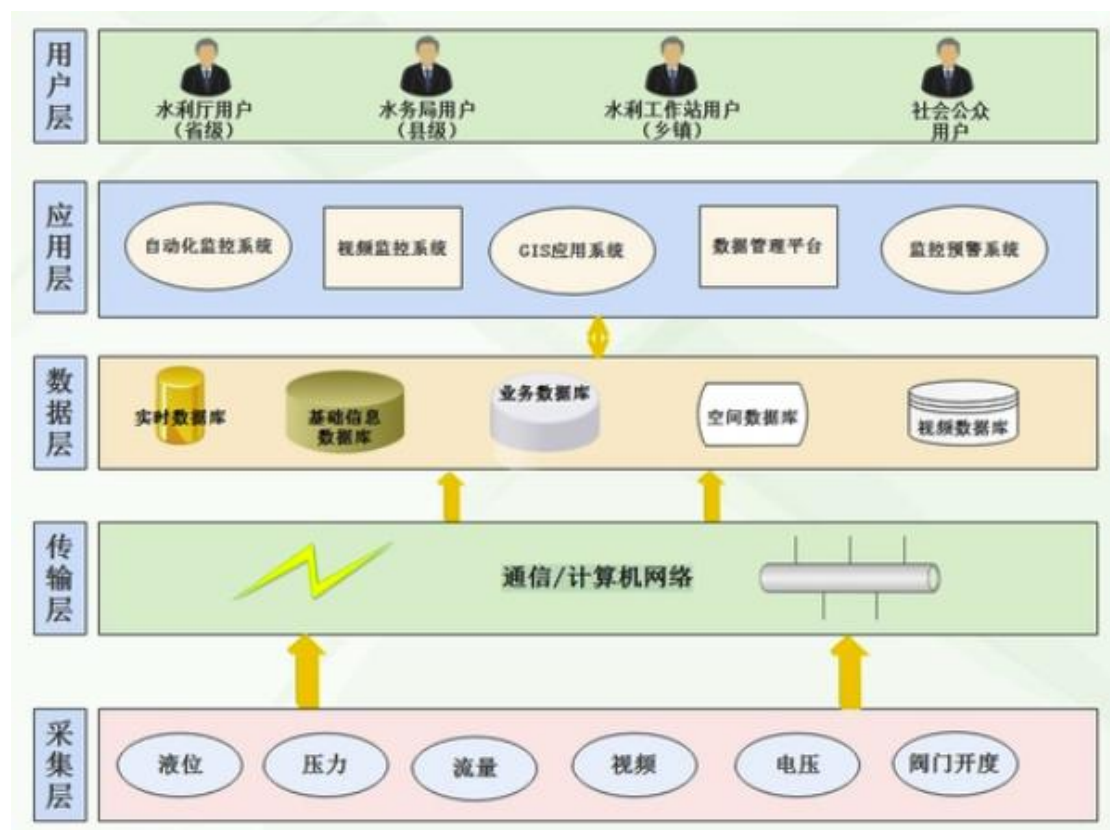 用户层
水利厅用户
（省级）
水务局用户
（县级）
水利工作站用户
（乡镇）
社会公众
用户
应用层
自动化监控系统
视频监控系统
GIS应用系统
数据管理平台
监控预警系统
数据层
实时数据库
基础信息
数据库
业务数据库
空间数据库
视频数据库
传输层
通信/计算机网络
采集层
液位
压力
流量
视频
电压
阀门开度